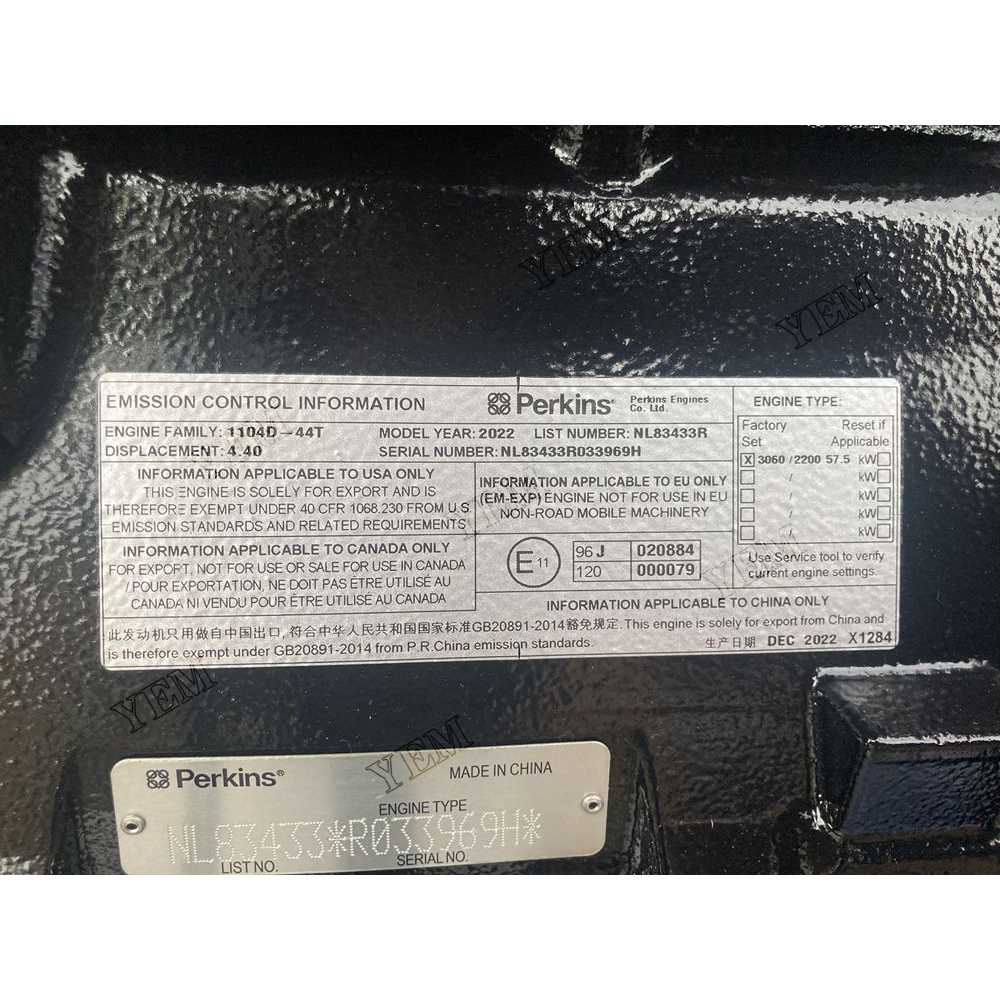 YEM
YEM
EMISSION CONTROL INFORMATION
Perkins®
Perkins Engines
Co. Ltd.
ENGINE FAMILY: 1104D-44T
MODEL YEAR: 2022 LIST NUMBER: NL83433R
DISPLACEMENT: 4.40
SERIAL NUMBER: NL83433R033969H
ENGINE TYPE:
Factory Reset if
Set Applicable
X 3060/2200 57.5 kW
/ kW
/ kW
/ kW
/ kW
Use Service tool to verify
current engine settings.
INFORMATION APPLICABLE TO USA ONLY
THIS ENGINE IS SOLELY FOR EXPORT AND IS
THEREFORE EXEMPT UNDER 40 CFR 1068.230 FROM U.S
EMISSION STANDARDS AND RELATED REQUIREMENTS
INFORMATION APPLICABLE TO EU ONLY
(EM-EXP) ENGINE NOT FOR USE IN EU
NON-ROAD MOBILE MACHINERY
INFORMATION APPLICABLE TO CANADA ONLY
FOR EXPORT, NOT FOR USE OR SALE FOR USE IN CANADA
/POUR EXPORTATION, NE DOIT PAS ÊTRE UTILISÉ AU
CANADA NI VENDU POUR ÊTRE UTILISÉ AU CANADA
E 11
96 J 020884
120 000079
INFORMATION APPLICABLE TO CHINA ONLY
此发动机只用做自中国出口, 符合中华人民共和国国家标准GB20891-2014豁免规定. This engine is solely for export from China and
is therefore exempt under GB20891-2014 from P.R.China emission standards. 生产日期 DEC 2022 X1284
YEM
YEM
Perkins®
MADE IN CHINA
ENGINE TYPE
NL83433*R033969H*
LIST NO. SERIAL NO.